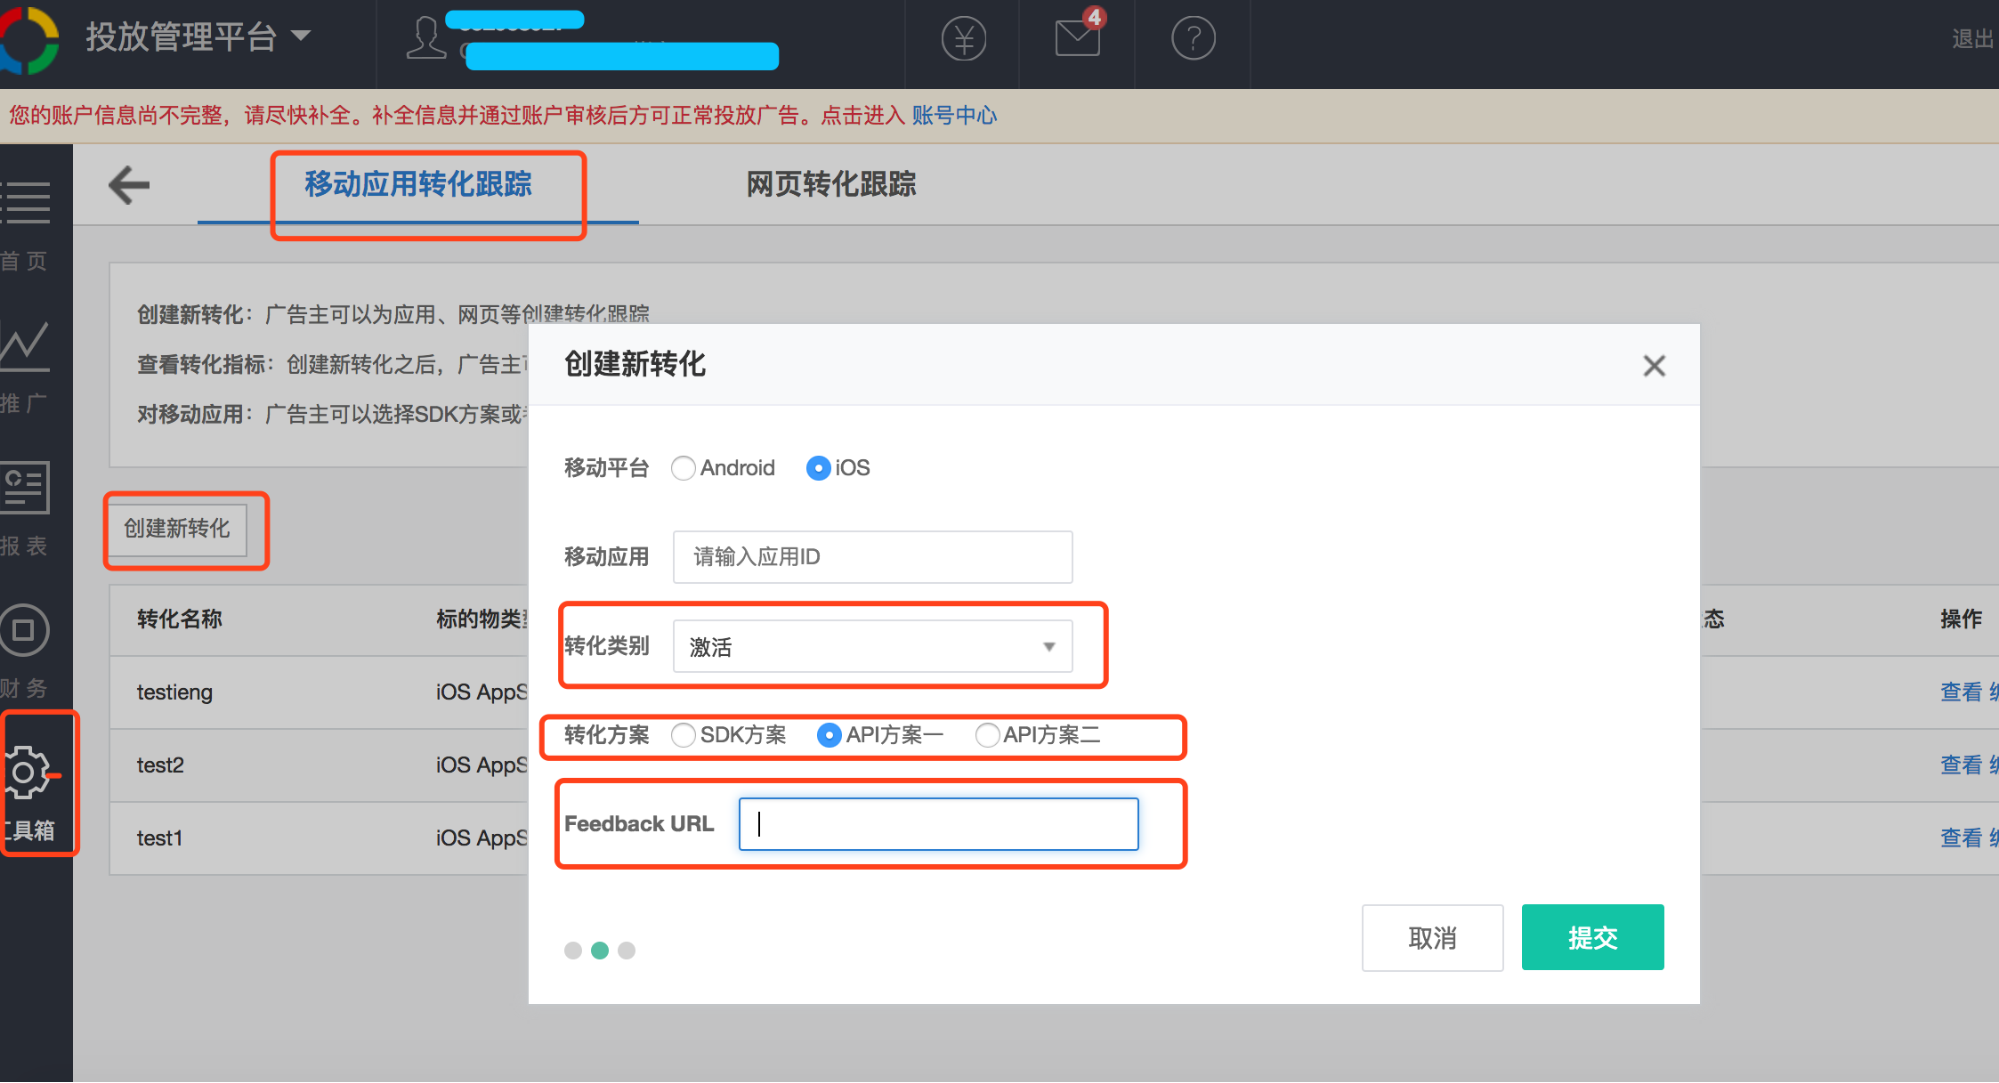 投放管理平台
4
退出
您的账户信息尚不完整，请尽快补全。补全信息并通过账户审核后方可正常投放广告。点击进入 账号中心
移动应用转化跟踪
网页转化跟踪
首页
推广
报表
财务
工具箱
创建新转化：广告主可以为应用、网页等创建转化跟踪
查看转化指标：创建新转化之后，广告主
对移动应用：广告主可以选择SDK方案或
创建新转化
转化名称
标的物类
态
操作
testieng
iOS AppS
查看
test2
iOS AppS
查看
test1
iOS AppS
查看
创建新转化
移动平台
Android
iOS
移动应用
请输入应用ID
转化类别
激活
转化方案
SDK方案
API方案一
API方案二
Feedback URL
取消
提交